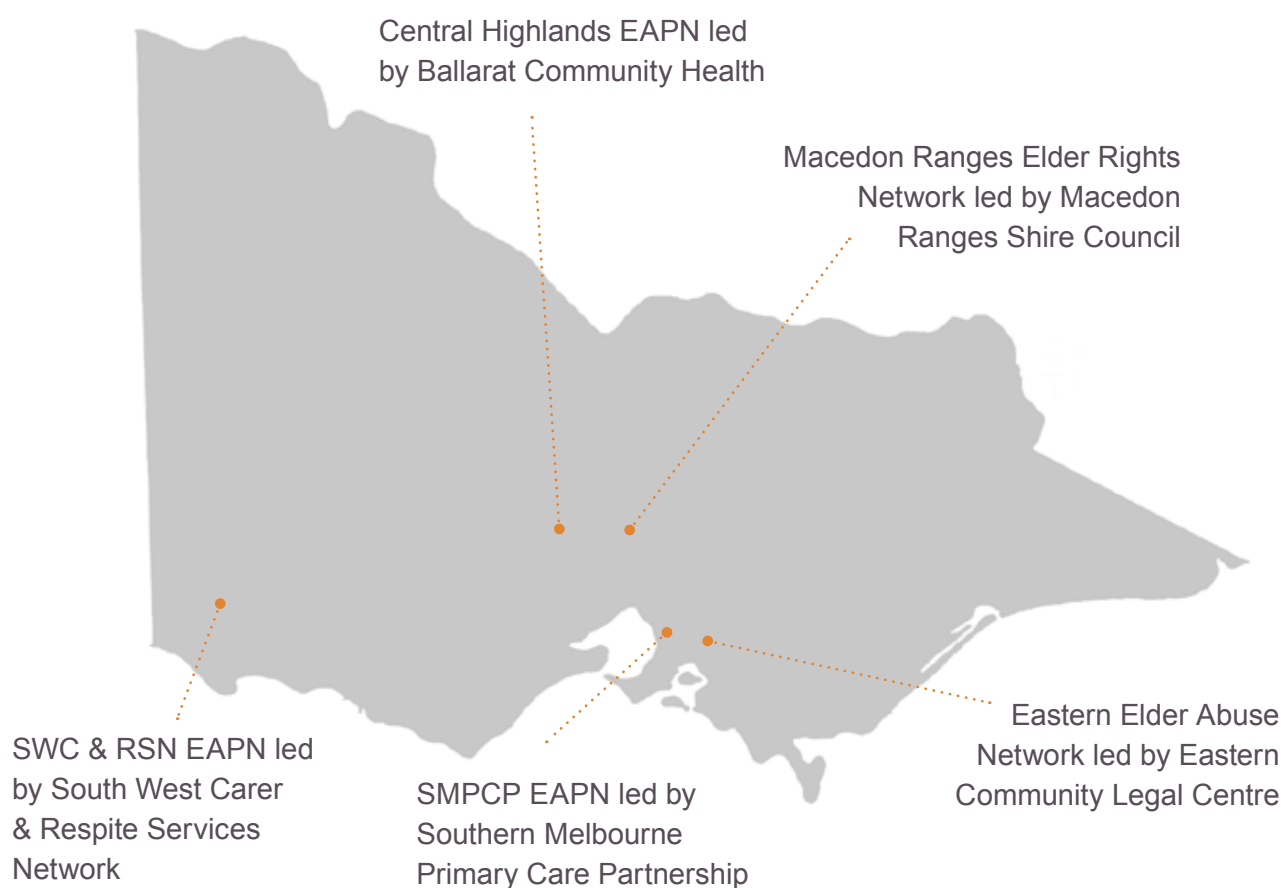 Central Highlands EAPN led
by Ballarat Community Health
Macedon Ranges Elder Rights
Network led by Macedon
Ranges Shire Council
SWC & RSN EAPN led
by South West Carer
& Respite Services
Network
SMPCP EAPN led by
Southern Melbourne
Primary Care Partnership
Eastern Elder Abuse
Network led by Eastern
Community Legal Centre